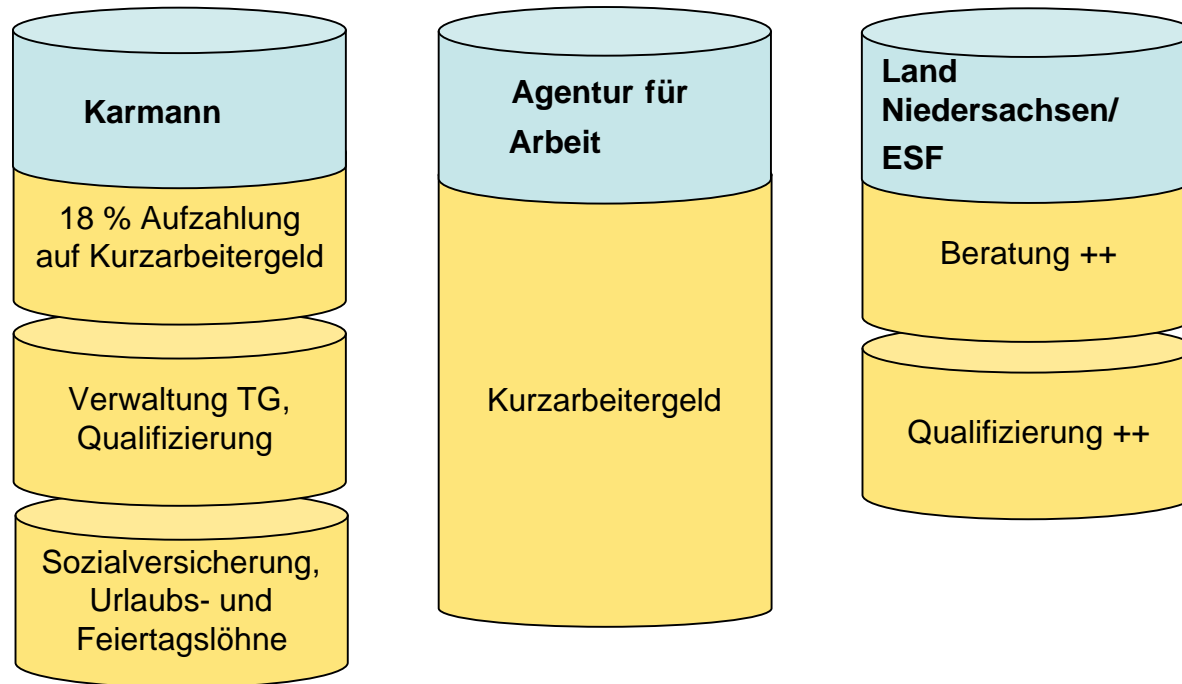 Karmann
18 % Aufzahlung
auf Kurzarbeitergeld
Verwaltung TG,
Qualifizierung
Sozialversicherung,
Urlaubs- und
Feiertagslöhne
Agentur für
Arbeit
Kurzarbeitergeld
Land
Niedersachsen/
ESF
Beratung ++
Qualifizierung ++